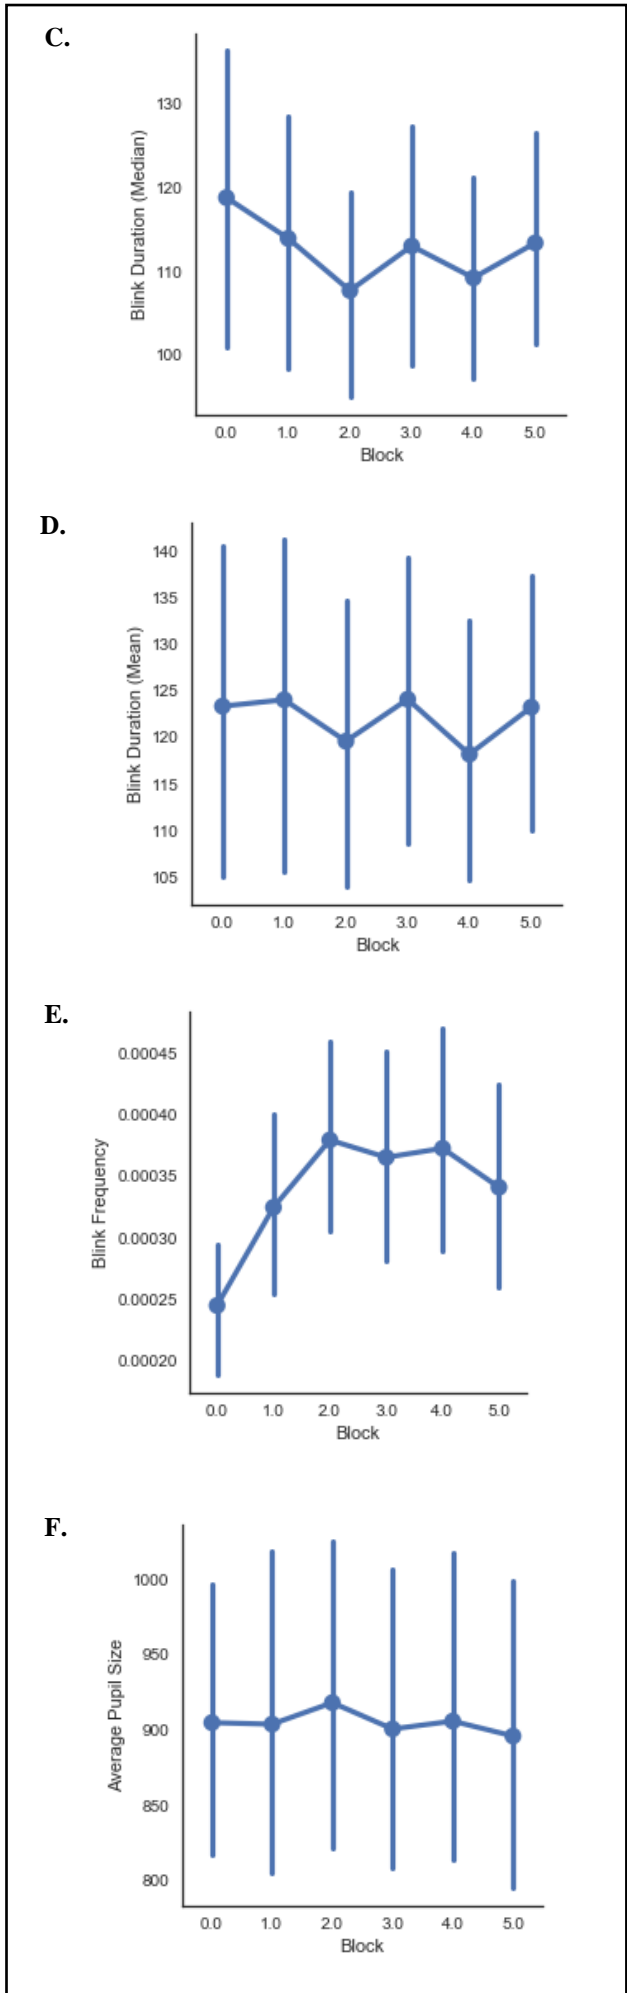 C.
Blink Duration (Median)
130
120
110
100
0.0 1.0 2.0 3.0 4.0 5.0
Block
D.
Blink Duration (Mean)
140
135
130
125
120
115
110
105
0.0 1.0 2.0 3.0 4.0 5.0
Block
E.
Blink Frequency
0.00045
0.00040
0.00035
0.00030
0.00025
0.00020
0.0 1.0 2.0 3.0 4.0 5.0
Block
F.
Average Pupil Size
1000
950
900
850
800
0.0 1.0 2.0 3.0 4.0 5.0
Block